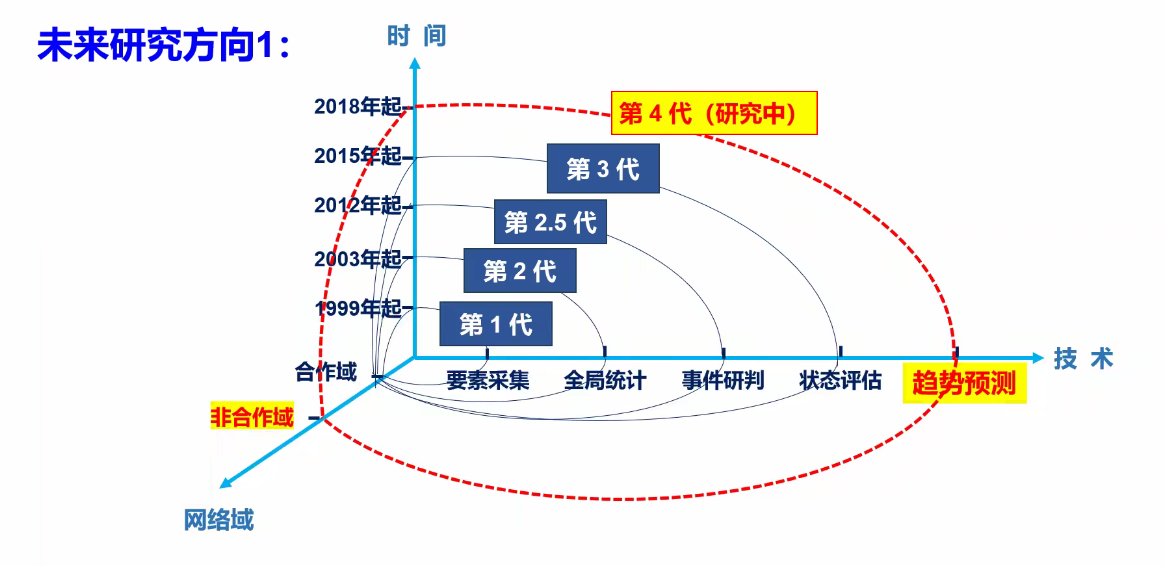 未来研究方向1：
时 间
2018年起
第 4 代（研究中）
2015年起
第 3 代
2012年起
第 2.5 代
2003年起
第 2 代
1999年起
第 1 代
技 术
合作域
要素采集
全局统计
事件研判
状态评估
趋势预测
非合作域
网络域